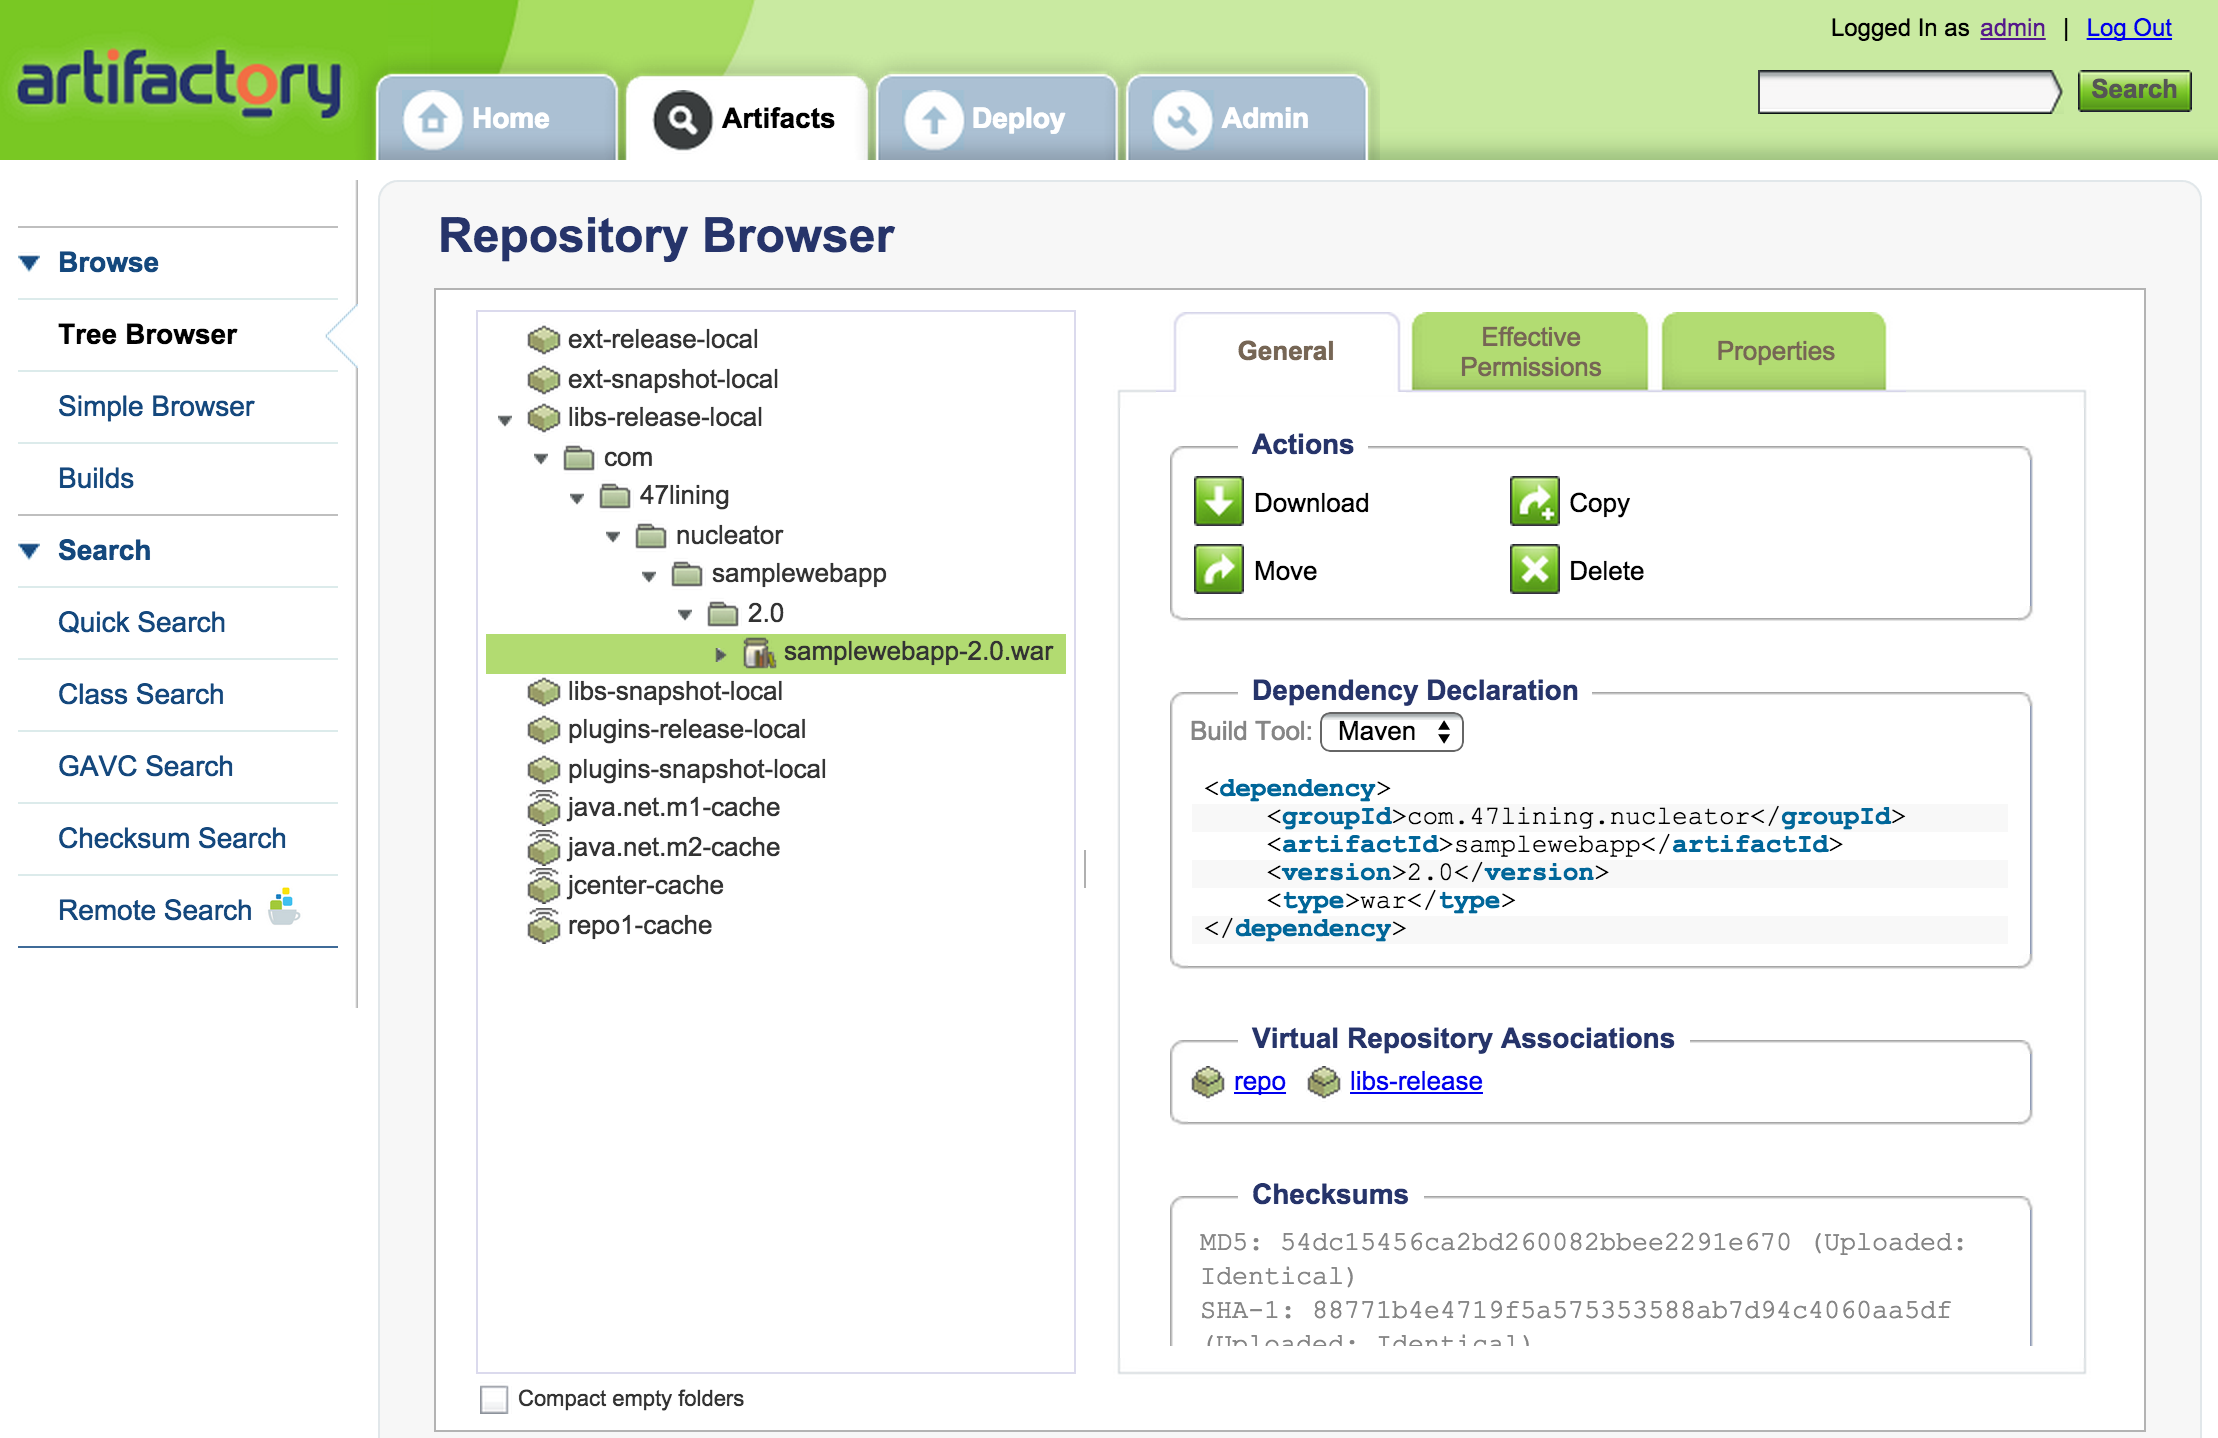 Logged In as admin | Log Out
artifactory
Home
Artifacts
Deploy
Admin
Search
Browse
Tree Browser
Simple Browser
Builds
Search
Quick Search
Class Search
GAVC Search
Checksum Search
Remote Search
Repository Browser
ext-release-local
ext-snapshot-local
libs-release-local
com
47lining
nucleator
samplewebapp
2.0
samplewebapp-2.0.war
libs-snapshot-local
plugins-release-local
plugins-snapshot-local
java.net.m1-cache
java.net.m2-cache
jcenter-cache
repo1-cache
Compact empty folders
General
Effective
Permissions
Properties
Actions
Download
Copy
Move
Delete
Dependency Declaration
Build Tool: Maven
<dependency>
<groupId>com.47lining.nucleator</groupId>
<artifactId>samplewebapp</artifactId>
<version>2.0</version>
<type>war</type>
</dependency>
Virtual Repository Associations
repo libs-release
Checksums
MD5: 54dc15456ca2bd260082bbee2291e670 (Uploaded:
Identical)
SHA-1: 88771b4e4719f5a575353588ab7d94c4060aa5df
(Uploaded: Identical)